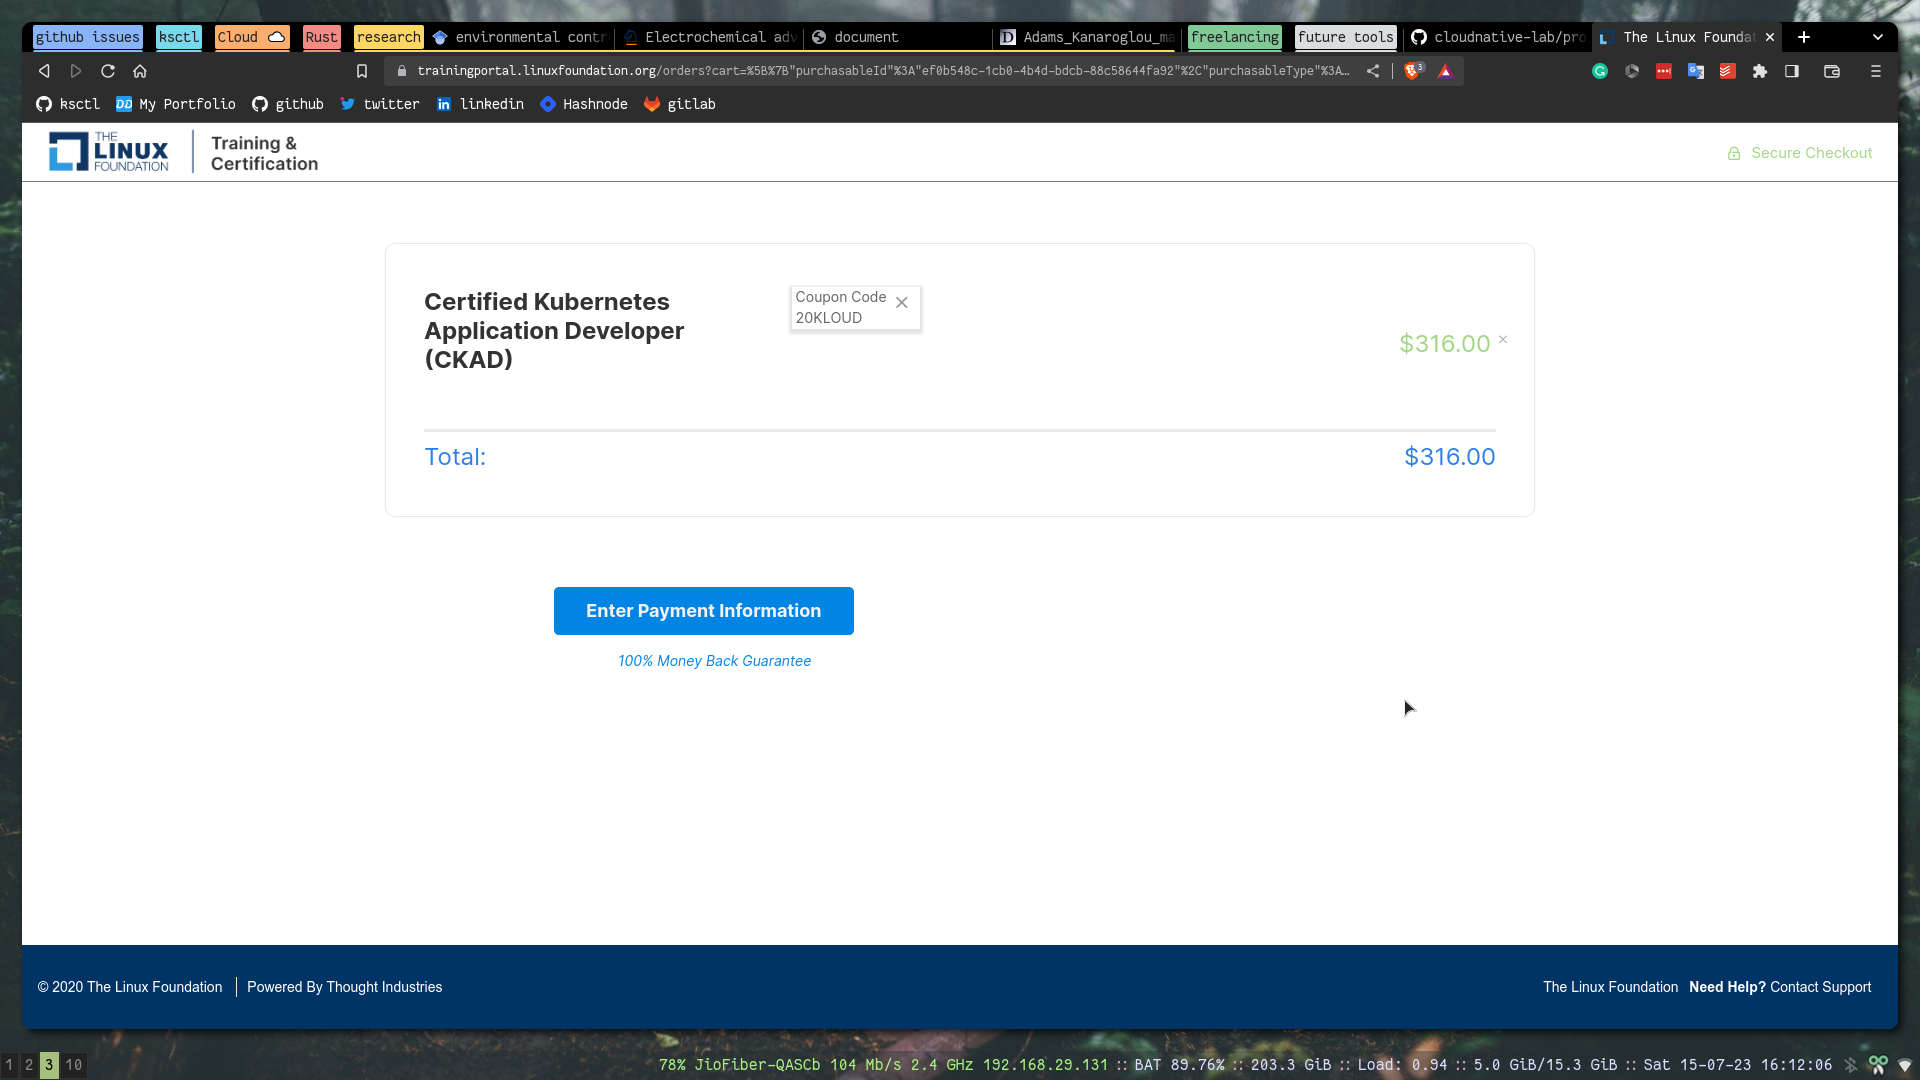 github issues ksctl Cloud Rust research environmental contr Electrochemical adv document Adams_Kanaroglou_ma freelancing future tools cloudnative-lab/pro The Linux Foundat
trainingportal.linuxfoundation.org/orders?cart=%5B%7B"purchasableId"%3A"ef0b548c-1cb0-4b4d-bdcb-88c58644fa92"%2C"purchasableType"%3A… 3
ksctl DD My Portfolio github twitter linkedin Hashnode gitlab
THE
LINUX
FOUNDATION
Training &
Certification
Secure Checkout
Certified Kubernetes
Application Developer
(CKAD)
Coupon Code
20KLOUD
$316.00
Total: $316.00
Enter Payment Information
100% Money Back Guarantee
© 2020 The Linux Foundation Powered By Thought Industries The Linux Foundation Need Help? Contact Support
1 2 3 10 78% JioFiber-QASCb 104 Mb/s 2.4 GHz 192.168.29.131 :: BAT 89.76% :: 203.3 GiB :: Load: 0.94 :: 5.0 GiB/15.3 GiB :: Sat 15-07-23 16:12:06